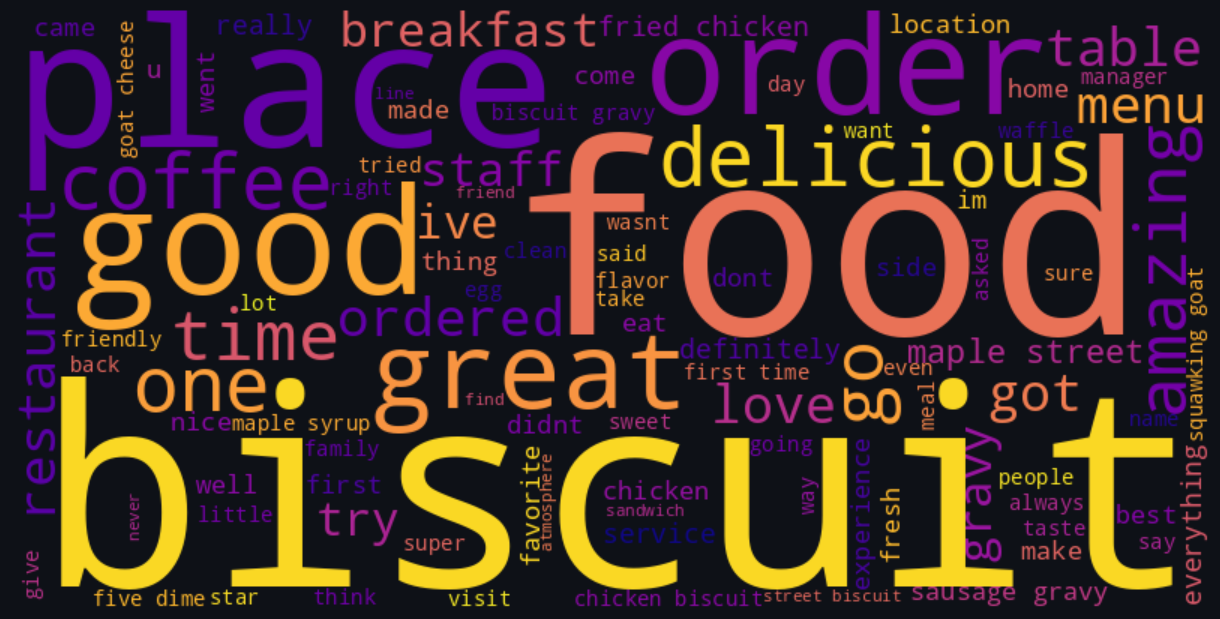 came
really
breakfast
fried chicken
location
place
order
table
goat cheese
u
went
come
day
home
manager
line
made
biscuit gravy
menu
delicious
want
waffle
amazing
coffee
tried
staff
right
friend
food
im
good
ive
wasnt
restaurant
thing
clean
said
flavor
take
dont
side
asked
sure
egg
lot
ordered
eat
friendly
time
great
definitely
maple street
squawking goat
back
first time
go
even
one
find
love
meal
got
name
nice
maple syrup
didnt
sweet
biscuit
family
going
gravy
everything
well
first
favorite
atmosphere
chicken
way
experience
people
never
little
try
sandwich
fresh
always
best
super
service
taste
make
say
give
five dime
star
think
visit
chicken biscuit
street biscuit
sausage gravy